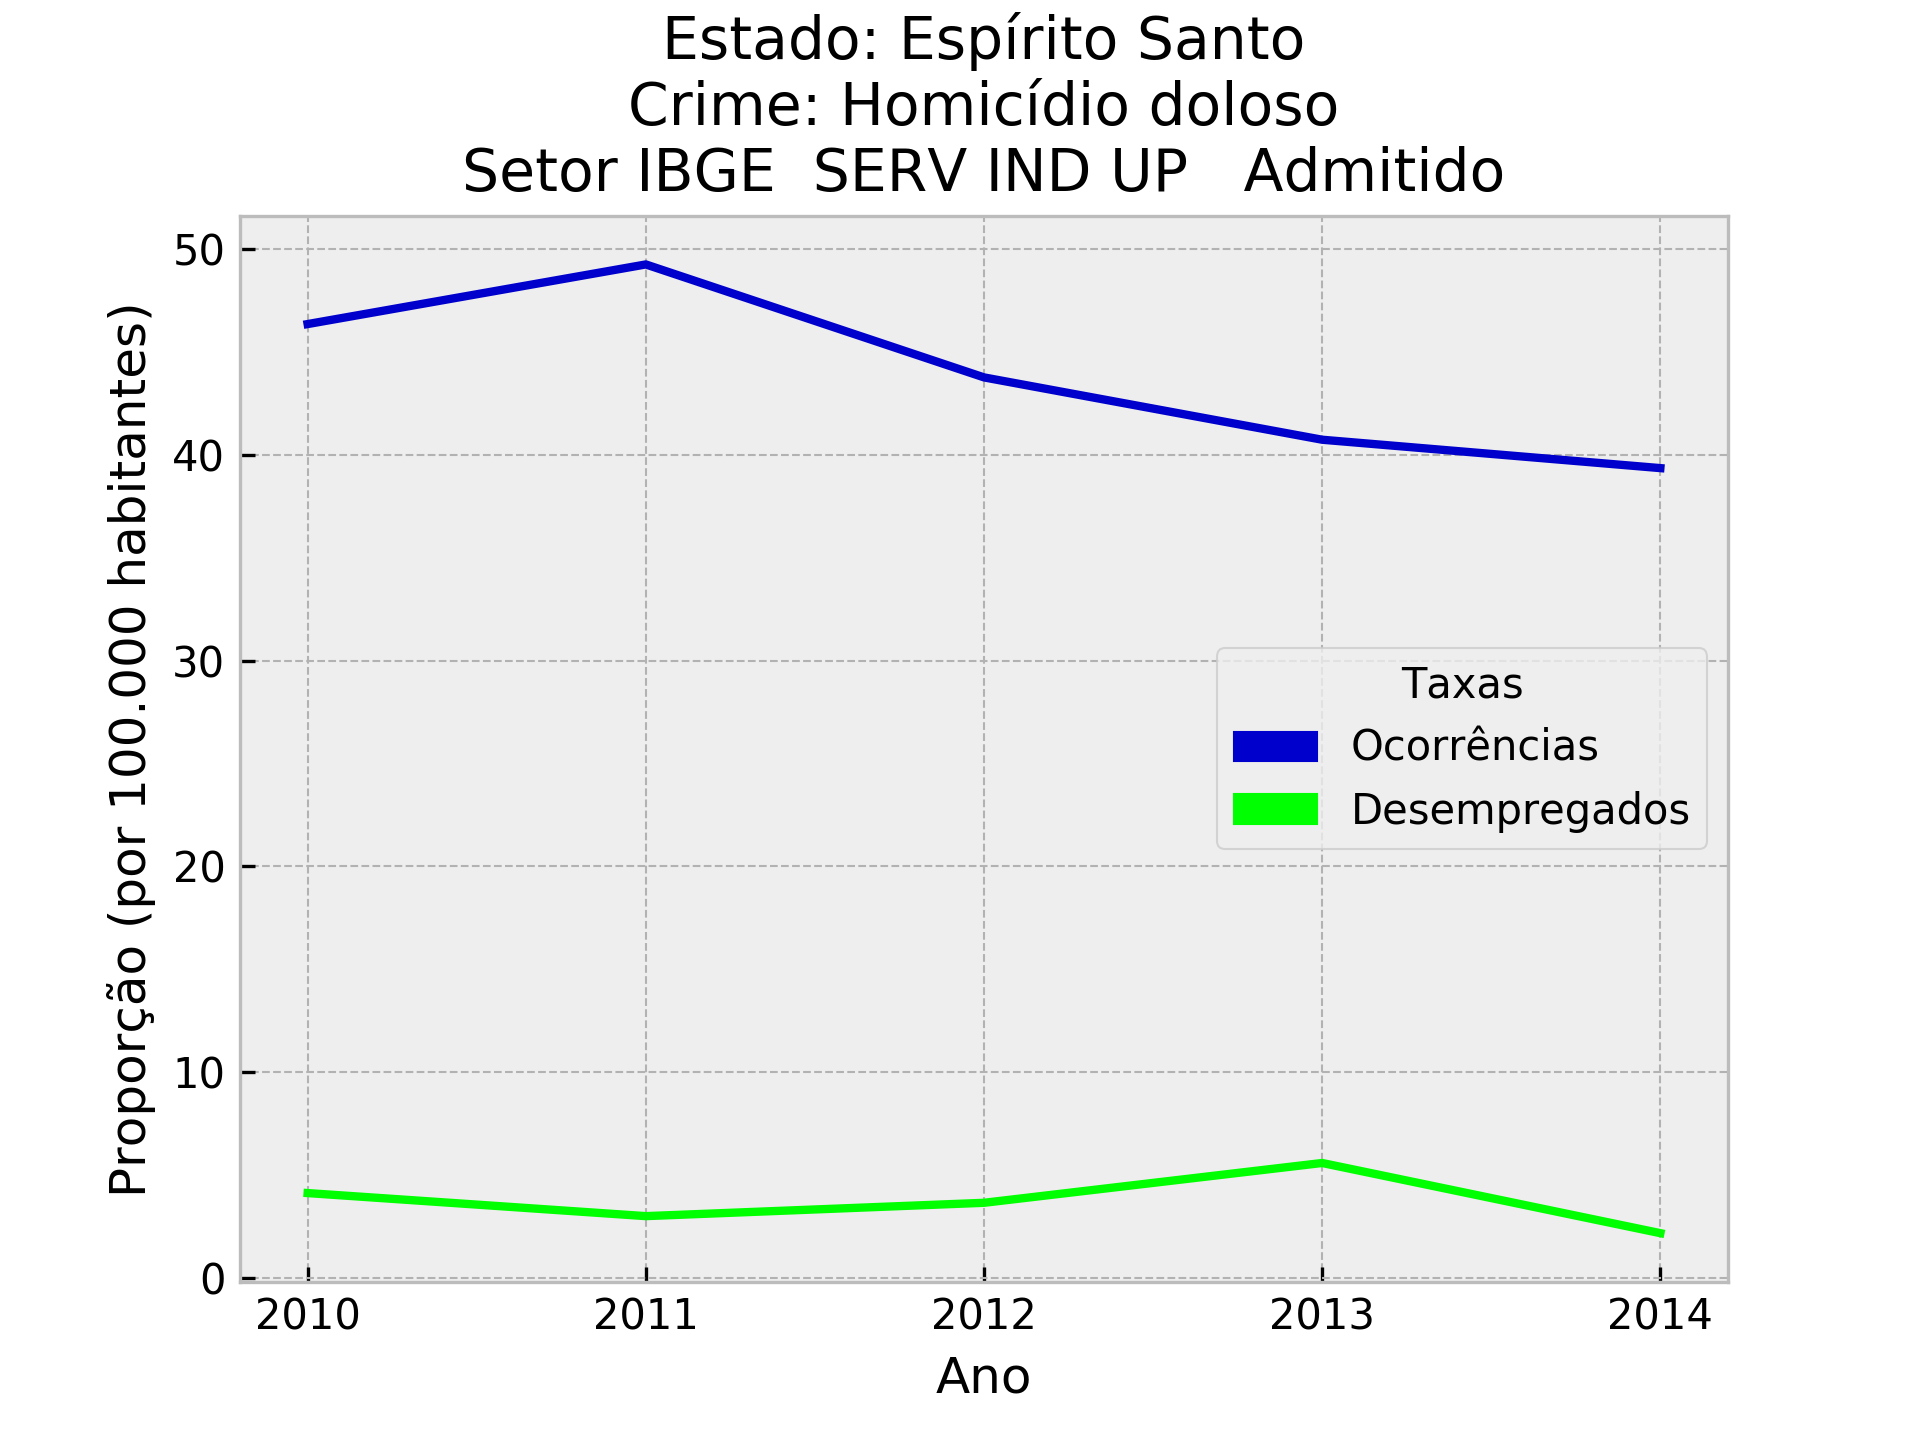 Estado: Espírito Santo
Crime: Homicídio doloso
Setor IBGE  SERV IND UP   Admitido
Proporção (por 100.000 habitantes)
50
40
30
20
10
0
Taxas
Ocorrências
Desempregados
2010 2011 2012 2013 2014
Ano